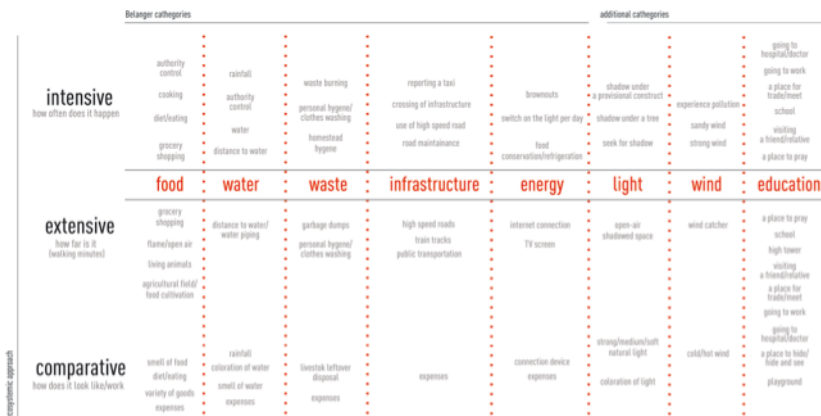 Belanger cathegories
additional cathegories
intensive
how often does it happen
authority
control
cooking
diet/eating
grocery
shopping
rainfall
authority
control
water
distance to water
waste burning
personal hygene/
clothes washing
homestead
hygene
reporting a taxi
crossing of infrastructure
use of high speed road
road maintainance
brownouts
switch on the light per day
food
conservation/refrigeration
shadow under
a provisional construct
shadow under a tree
seek for shadow
experience pollution
sandy wind
strong wind
going to
hospital/doctor
going to work
a place for
trade/meet
school
visiting
a friend/relative
a place to pray
food
water
waste
infrastructure
energy
light
wind
education
extensive
how far is it
(walking minutes)
grocery
shopping
flame/open air
living animals
agricultural field/
food cultivation
distance to water/
water piping
garbage dumps
personal hygene/
clothes washing
high speed roads
train tracks
public transportation
internet connection
TV screen
open-air
shadowed space
wind catcher
a place to pray
school
high tower
visiting
a friend/relative
a place for
trade/meet
going to work
going to
hospital/doctor
a place to hide/
hide and see
playground
comparative
how does it look like/work
smell of food
diet/eating
variety of goods
expenses
rainfall
coloration of water
smell of water
expenses
livestok leftover
disposal
expenses
expenses
connection device
expenses
strong/medium/soft
natural light
coloration of light
cold/hot wind
cosystemic approach